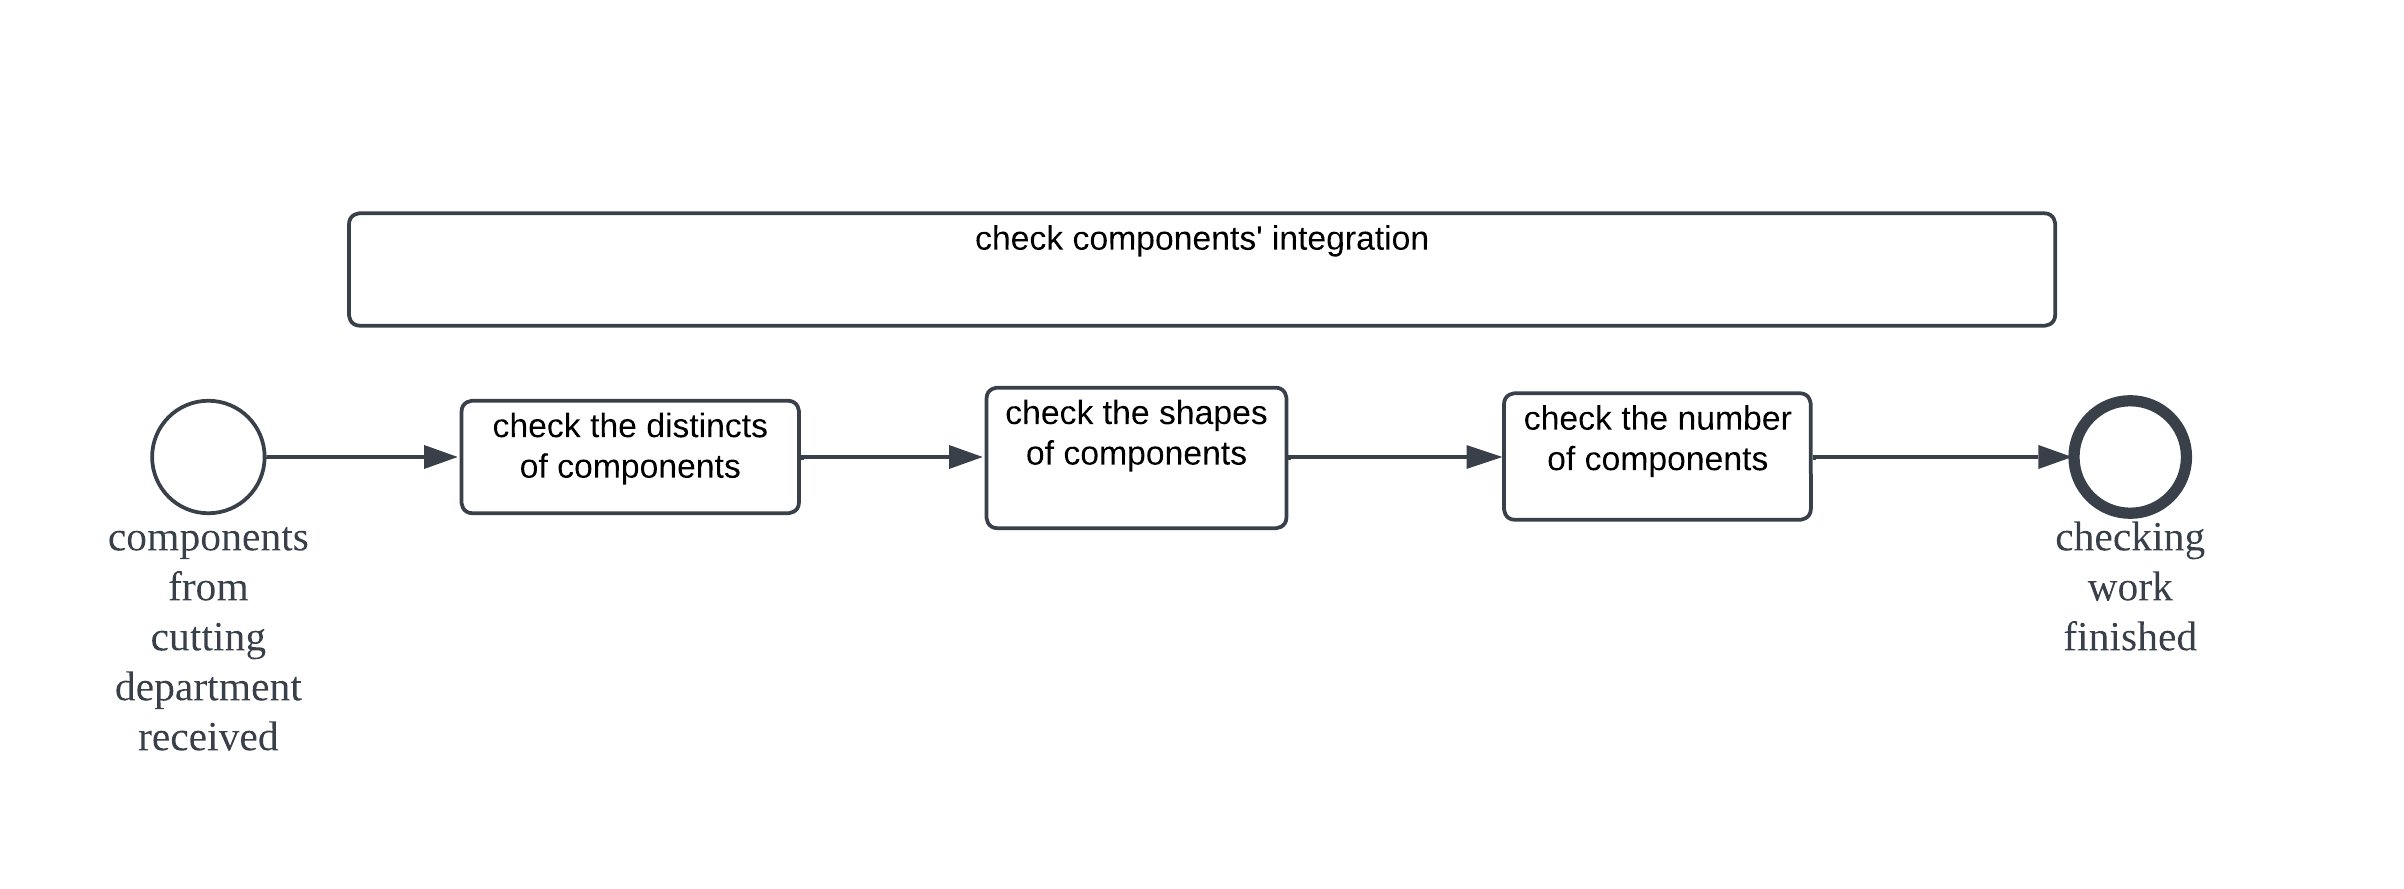 check components' integration
check the distincts
of components
check the shapes
of components
check the number
of components
components
from
cutting
department
received
checking
work
finished